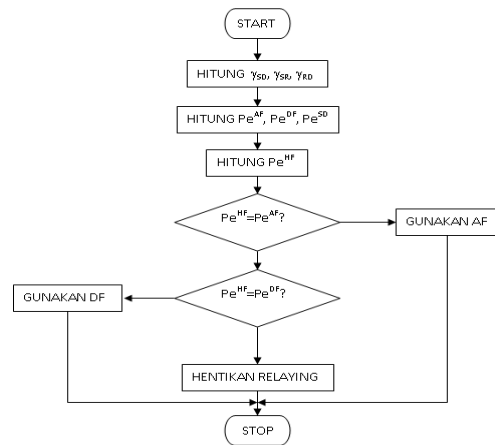 START
HITUNG γSD, γSR, γRD
HITUNG Pe^AF, Pe^DF, Pe^SD
HITUNG Pe^HF
Pe^HF=Pe^AF?
GUNAKAN AF
Pe^HF=Pe^DF?
GUNAKAN DF
HENTIKAN RELAYING
STOP